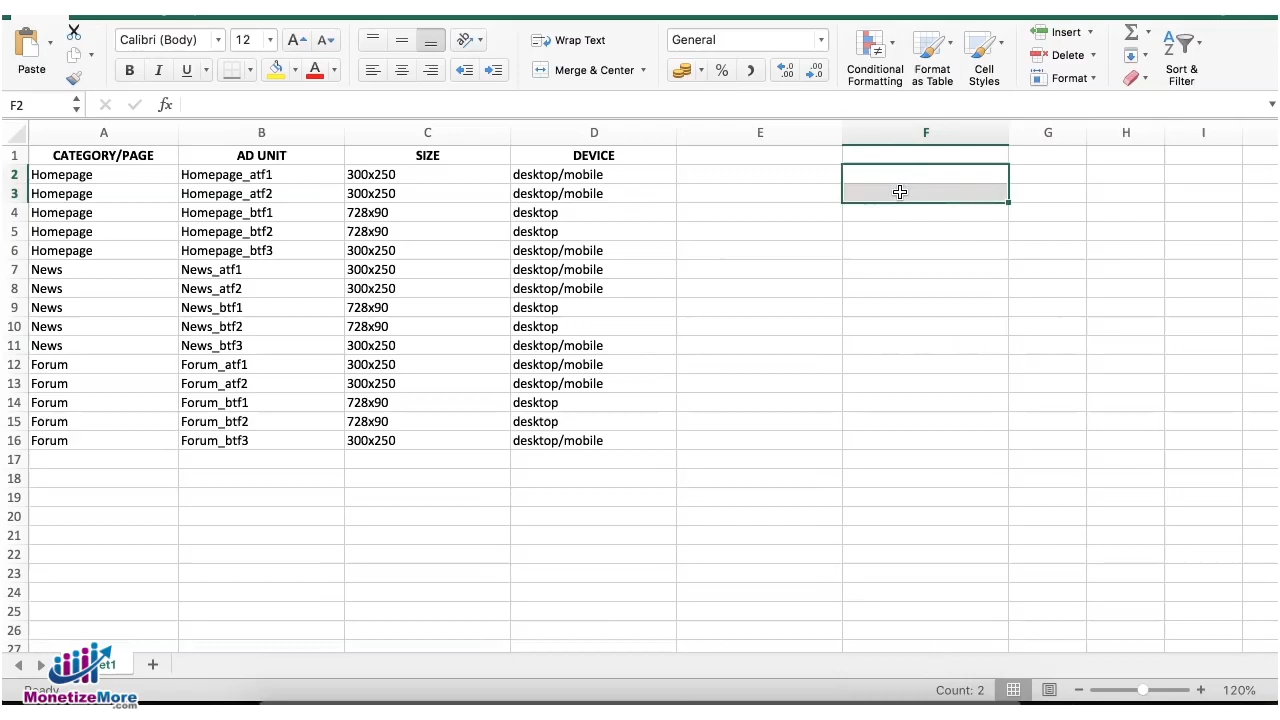 Calibri (Body) 12 A A General Insert
Wrap Text Delete
Paste B I U A Merge & Center % Conditional Formatting Format as Table Cell Styles Format Sort & Filter
F2 fx
A B C D E F G H I
1 CATEGORY/PAGE AD UNIT SIZE DEVICE
2 Homepage Homepage_atf1 300x250 desktop/mobile
3 Homepage Homepage_atf2 300x250 desktop/mobile
4 Homepage Homepage_btf1 728x90 desktop
5 Homepage Homepage_btf2 728x90 desktop
6 Homepage Homepage_btf3 300x250 desktop/mobile
7 News News_atf1 300x250 desktop/mobile
8 News News_atf2 300x250 desktop/mobile
9 News News_btf1 728x90 desktop
10 News News_btf2 728x90 desktop
11 News News_btf3 300x250 desktop/mobile
12 Forum Forum_atf1 300x250 desktop/mobile
13 Forum Forum_atf2 300x250 desktop/mobile
14 Forum Forum_btf1 728x90 desktop
15 Forum Forum_btf2 728x90 desktop
16 Forum Forum_btf3 300x250 desktop/mobile
17
18
19
20
21
22
23
24
25
26
27
et1
Ready Count: 2 120%
MonetizeMore
.com